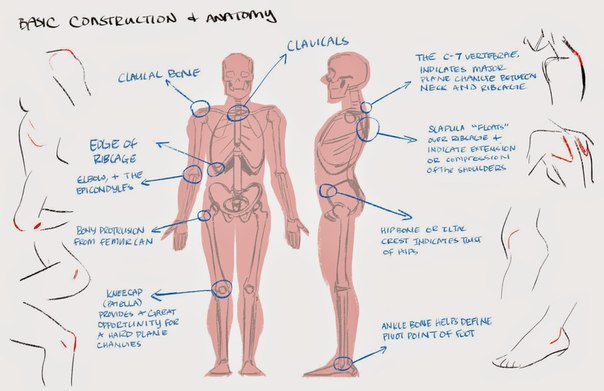 BASIC CONSTRUCTION + ANATOMY
CLAVICALS
CLAVICAL BONE
EDGE OF
RIBCAGE
ELBOW, + THE
EPICONDYLES
BONY PROTRUSION
FROM FEMUR CAN
KNEECAP
(PATELLA)
PROVIDES A GREAT
OPPORTUNITY FOR
A HARD PLANE
CHANGES
THE C-7 VERTEBRAE,
INDICATES MAJOR
PLANE CHANGE BETWEEN
NECK AND RIBCAGE
SCAPULA "FLOATS"
OVER RIBCAGE +
INDICATE EXTENSION
OR COMPRESSION
OF THE SHOULDERS
HIP BONE OR ILIAC
CREST INDICATES TWIST
OF HIPS
ANKLE BONE HELPS DEFINE
PIVOT POINT OF FOOT